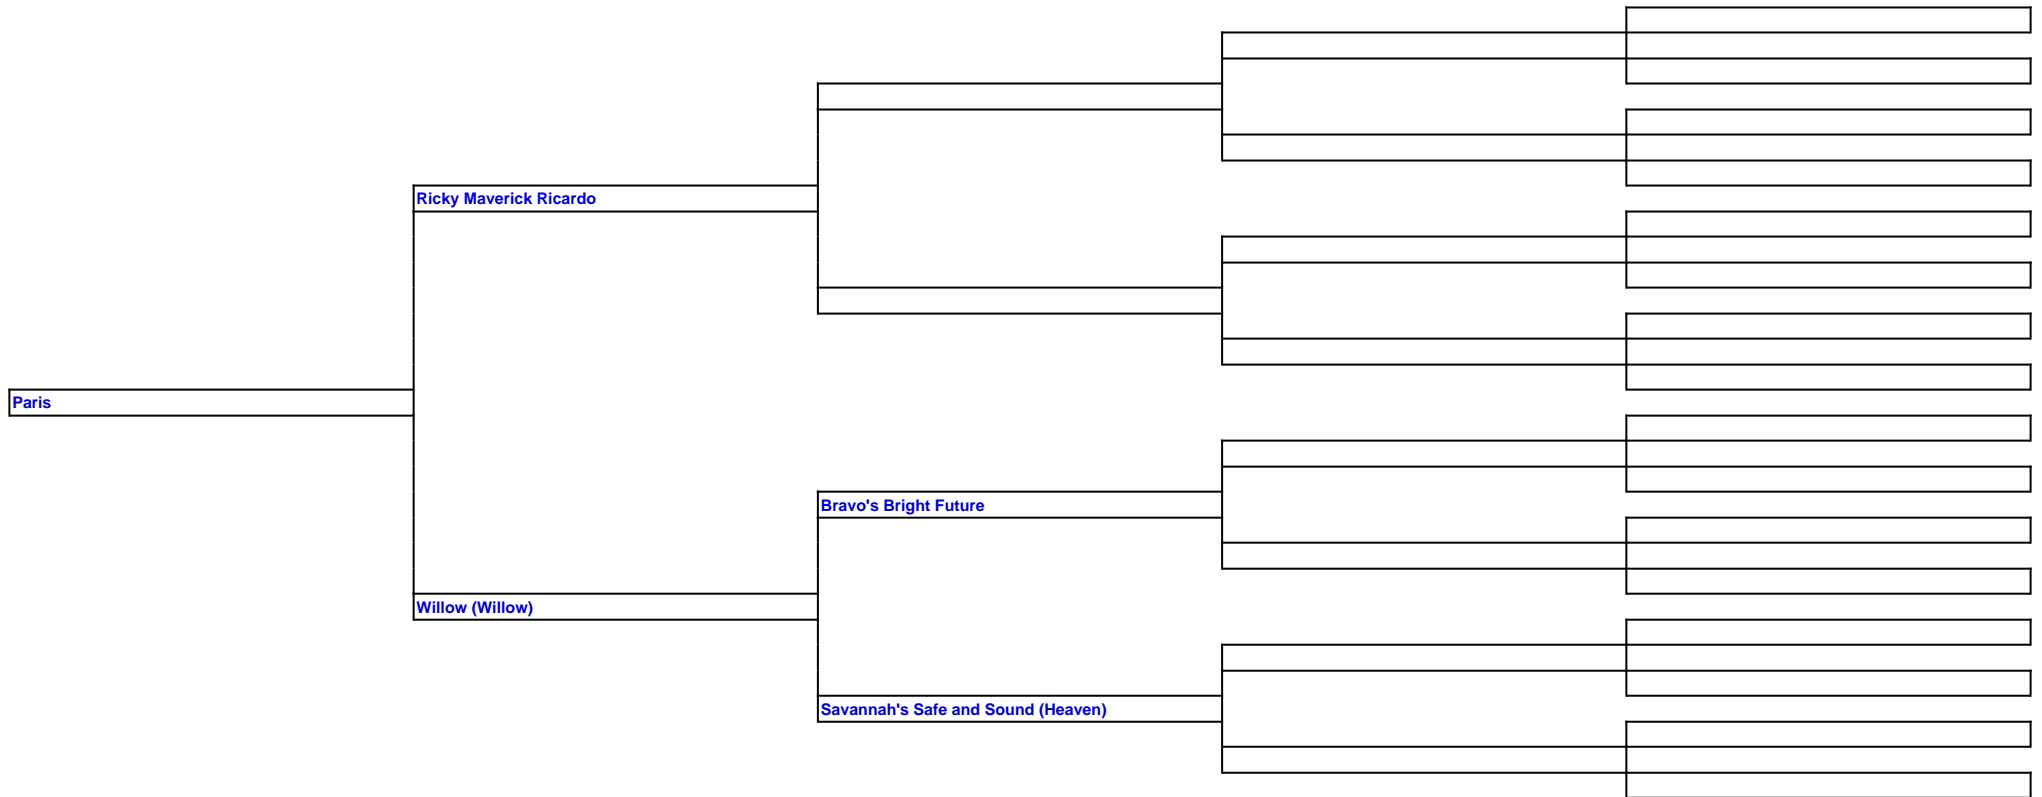 Ricky Maverick Ricardo
Paris
Bravo's Bright Future
Willow (Willow)
Savannah's Safe and Sound (Heaven)